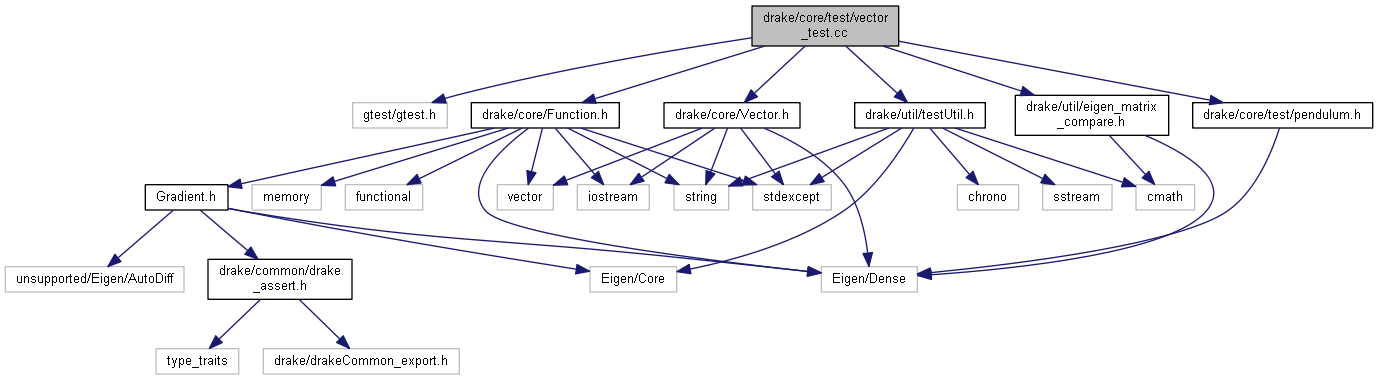 drake/core/test/vector
_test.cc
gtest/gtest.h
drake/core/Function.h
drake/core/Vector.h
drake/util/testUtil.h
drake/util/eigen_matrix
_compare.h
drake/core/test/pendulum.h
Gradient.h
memory
functional
vector
iostream
string
stdexcept
chrono
sstream
cmath
unsupported/Eigen/AutoDiff
drake/common/drake
_assert.h
Eigen/Core
Eigen/Dense
type_traits
drake/drakeCommon_export.h